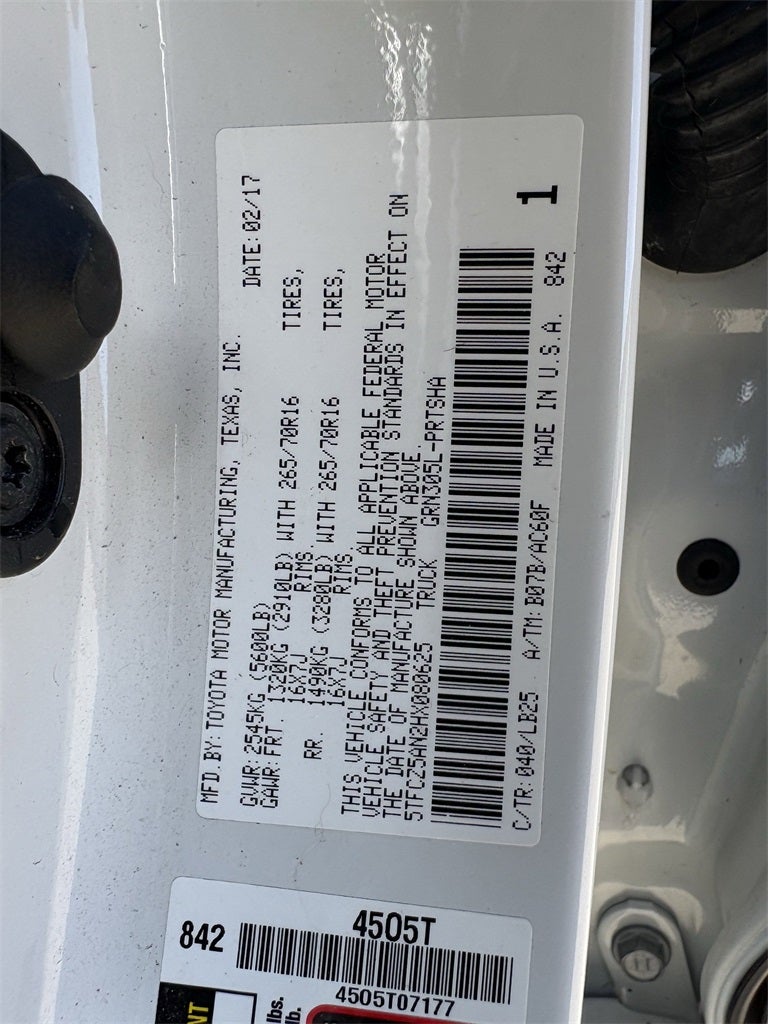 MFD.BY:TOYOTA MOTOR MANUFACTURING, TEXAS, INC.
DATE:02/17
GVWR:2545KG (5600LB)
GAWR:FRT. 1320KG (2910LB) WITH 265/70R16 TIRES,
16X7J RIMS
RR. 1490KG (3280LB) WITH 265/70R16 TIRES,
16X7J RIMS,
THIS VEHICLE CONFORMS TO ALL APPLICABLE FEDERAL MOTOR
VEHICLE SAFETY AND THEFT PREVENTION STANDARDS IN EFFECT ON
THE DATE OF MANUFACTURE SHOWN ABOVE.
5TFCZ5AN2HX080625 TRUCK GRN305L-PRTSHA
1
C/TR:040/LB25 A/TM:B07B/AC60F MADE IN U.S.A. 842
842
4505T
4505T07177
NT
lbs.
lb.